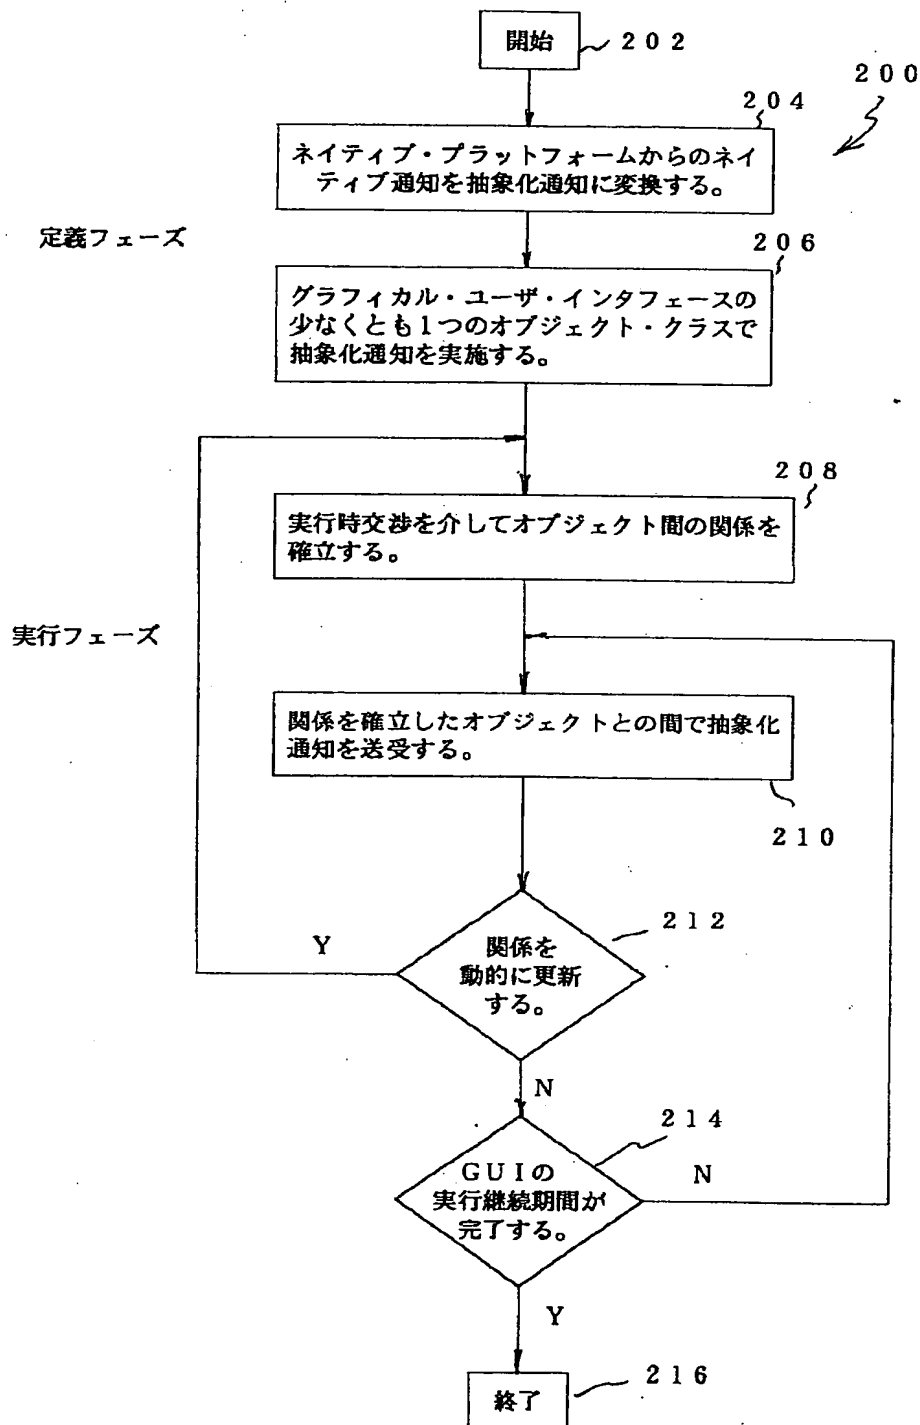 開始
202
200
204
ネイティブ・プラットフォームからのネイ
ティブ通知を抽象化通知に変換する。
定義フェーズ
206
グラフィカル・ユーザ・インタフェースの
少なくとも1つのオブジェクト・クラスで
抽象化通知を実施する。
208
実行時交渉を介してオブジェクト間の関係を
確立する。
実行フェーズ
関係を確立したオブジェクトとの間で抽象化
通知を送受する。
210
212
関係を
動的に更新
する。
Y
N
214
GUIの
実行継続期間が
完了する。
N
Y
216
終了